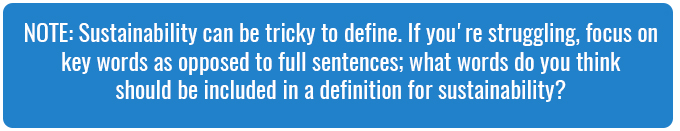 NOTE: Sustainability can be tricky to define. If you're struggling, focus on
key words as opposed to full sentences; what words do you think
should be included in a definition for sustainability?